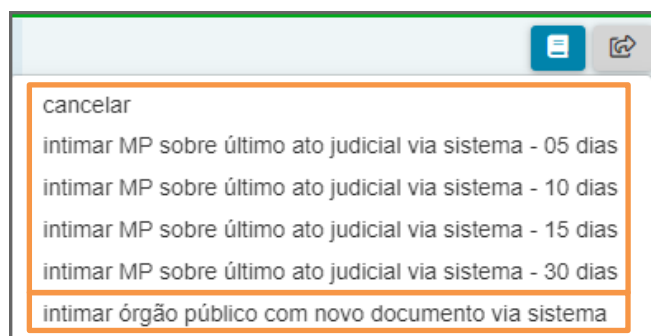 cancelar
intimar MP sobre último ato judicial via sistema - 05 dias
intimar MP sobre último ato judicial via sistema - 10 dias
intimar MP sobre último ato judicial via sistema - 15 dias
intimar MP sobre último ato judicial via sistema - 30 dias
intimar órgão público com novo documento via sistema